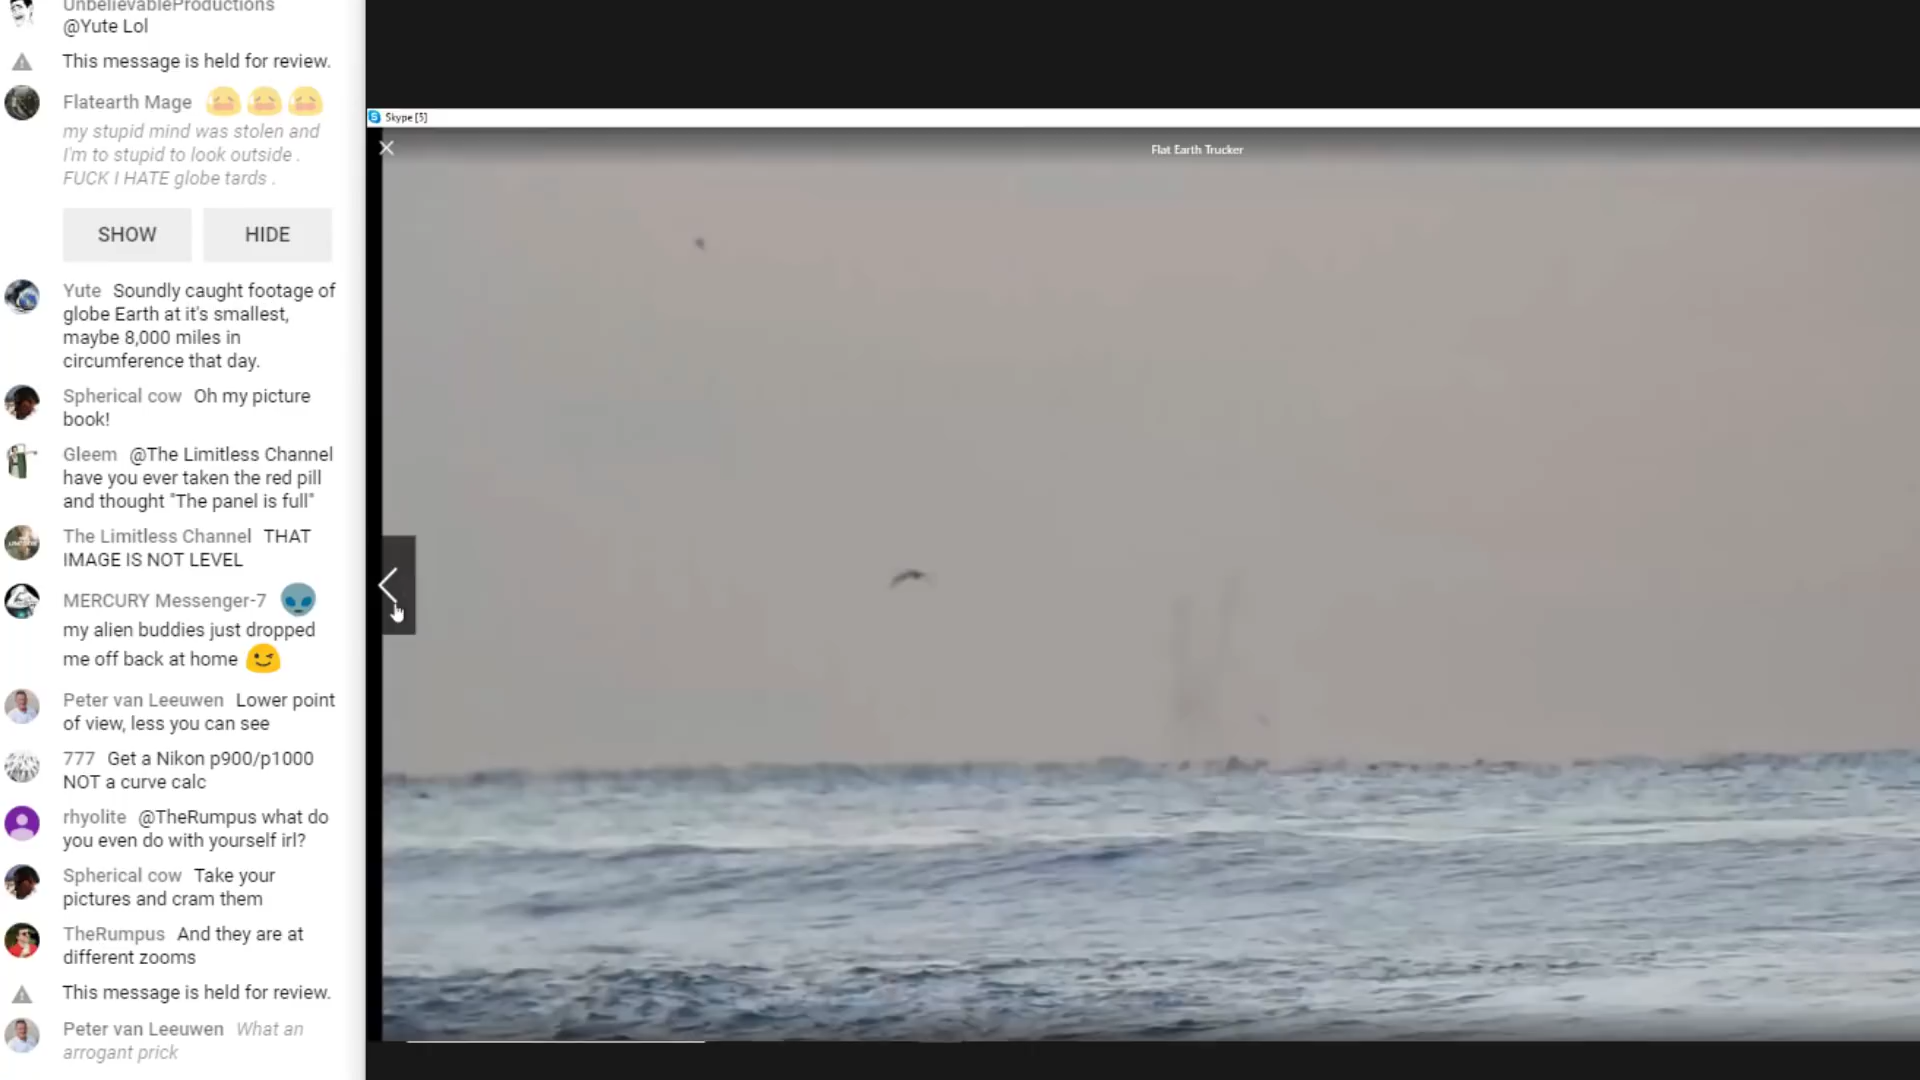 UnbelievableProductions
@Yute Lol
This message is held for review.
Flatearth Mage
my stupid mind was stolen and
I'm to stupid to look outside .
FUCK I HATE globe tards .
SHOW HIDE
Yute Soundly caught footage of
globe Earth at it's smallest,
maybe 8,000 miles in
circumference that day.
Spherical cow Oh my picture
book!
Gleem @The Limitless Channel
have you ever taken the red pill
and thought "The panel is full"
The Limitless Channel THAT
IMAGE IS NOT LEVEL
MERCURY Messenger-7
my alien buddies just dropped
me off back at home
Peter van Leeuwen Lower point
of view, less you can see
777 Get a Nikon p900/p1000
NOT a curve calc
rhyolite @TheRumpus what do
you even do with yourself irl?
Spherical cow Take your
pictures and cram them
TheRumpus And they are at
different zooms
This message is held for review.
Peter van Leeuwen What an
arrogant prick
Skype [5]
Flat Earth Trucker